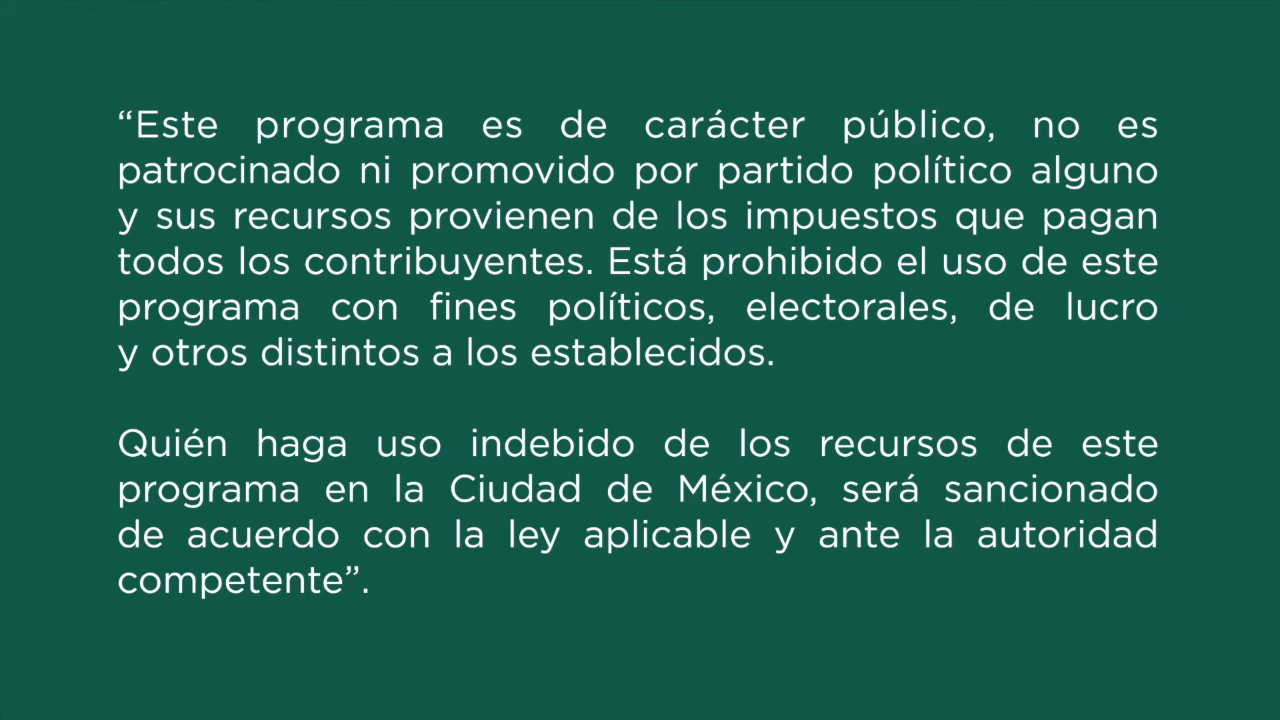 “Este programa es de carácter público, no es
patrocinado ni promovido por partido político alguno
y sus recursos provienen de los impuestos que pagan
todos los contribuyentes. Está prohibido el uso de este
programa con fines políticos, electorales, de lucro
y otros distintos a los establecidos.
Quién haga uso indebido de los recursos de este
programa en la Ciudad de México, será sancionado
de acuerdo con la ley aplicable y ante la autoridad
competente”.